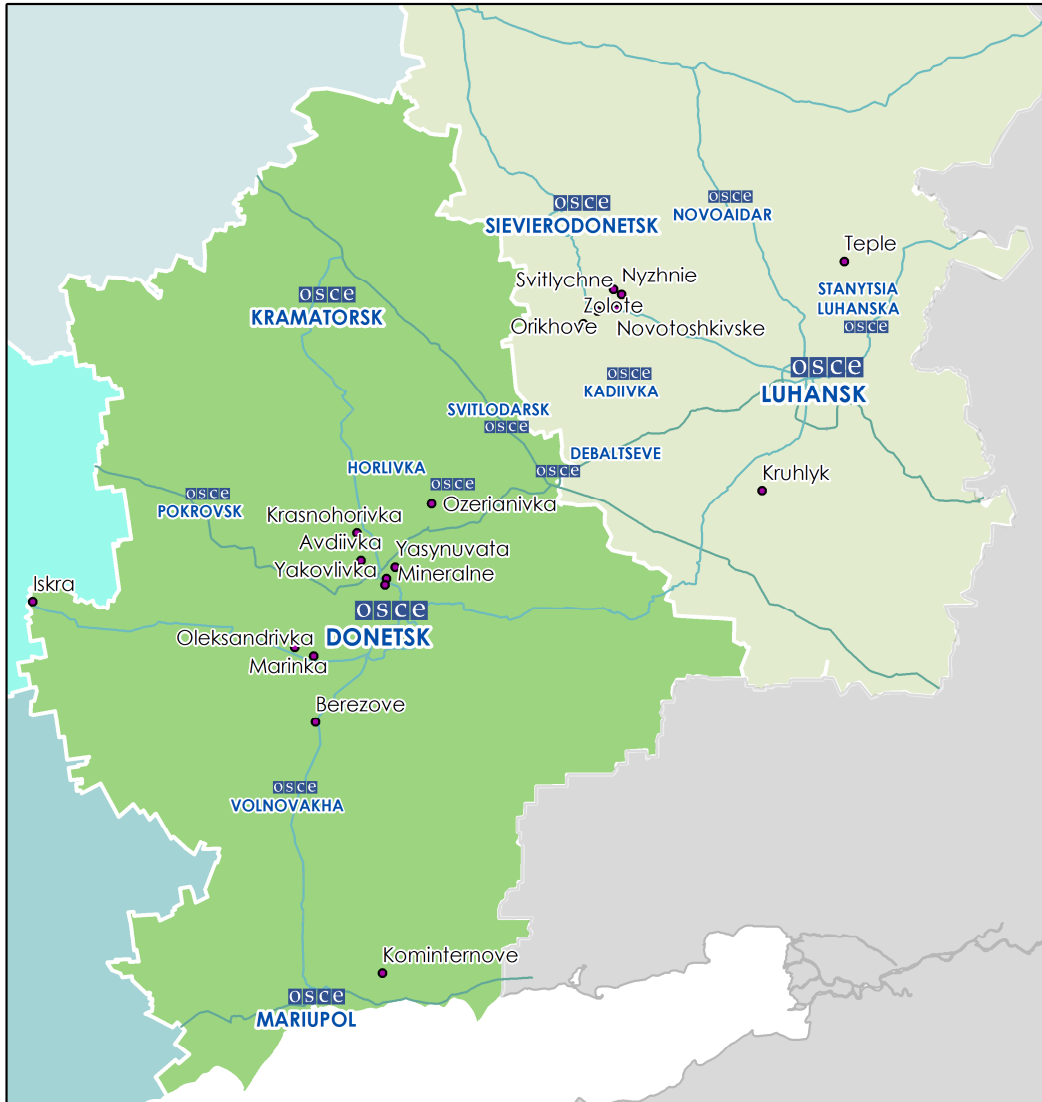 osce
SIEVIERODONETSK
osce
NOVOAIDAR
Teple
Svitlychne
Nyzhnie
STANYTSIA
LUHANSKA
osce
Zolote
Orikhove
Novotoshkivske
osce
KRAMATORSK
osce
KADIIVKA
osce
LUHANSK
SVITLODARSK
osce
DEBALTSEVE
osce
HORLIVKA
osce
Kruhlyk
osce
POKROVSK
Ozerianivka
Krasnohorivka
Avdiivka
Yasynuvata
Yakovlivka
Mineralne
Iskra
osce
DONETSK
Oleksandrivka
Marinka
Berezove
osce
VOLNOVAKHA
Kominternove
osce
MARIUPOL